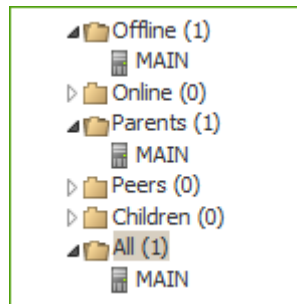 Offline (1)
MAIN
Online (0)
Parents (1)
MAIN
Peers (0)
Children (0)
All (1)
MAIN